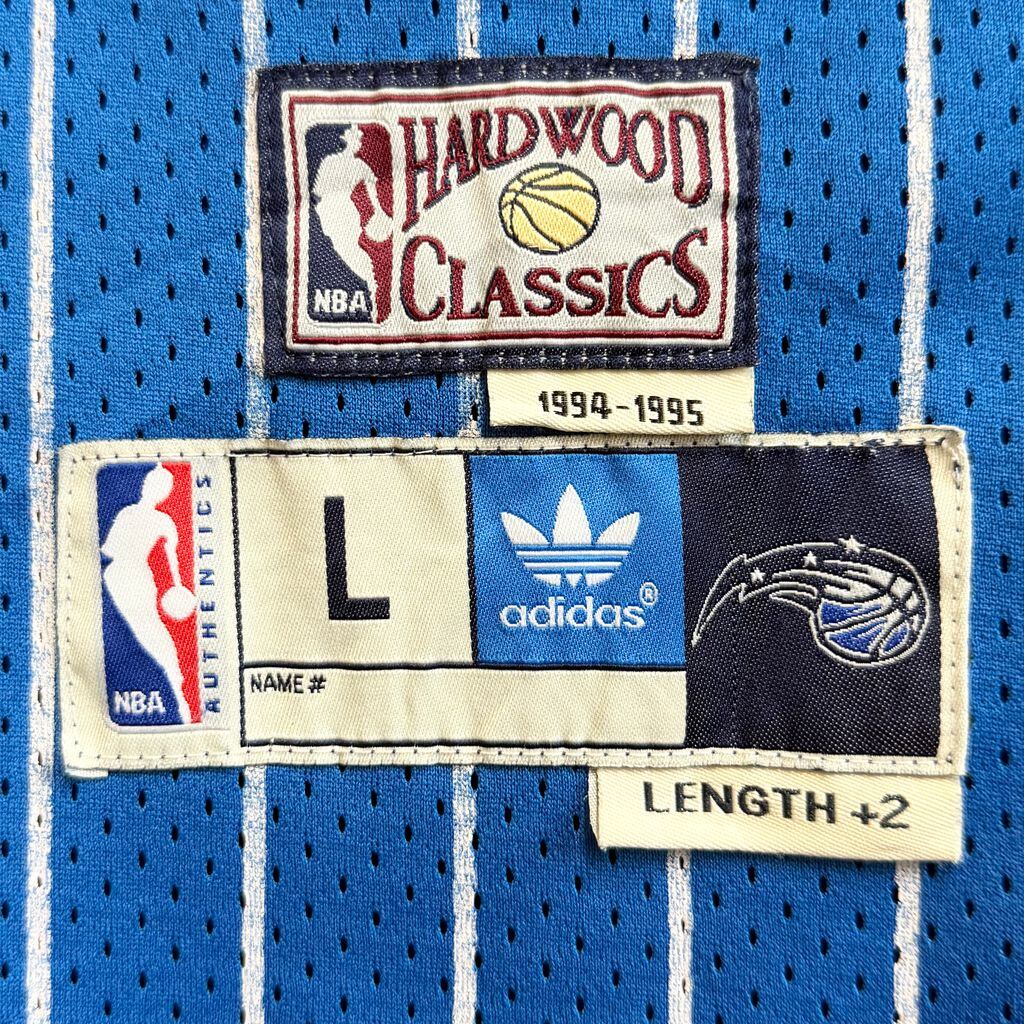 HARDWOOD
CLASSICS
NBA
1994-1995
L
AUTHENTICS
adidas®
NBA
NAME #
LENGTH +2